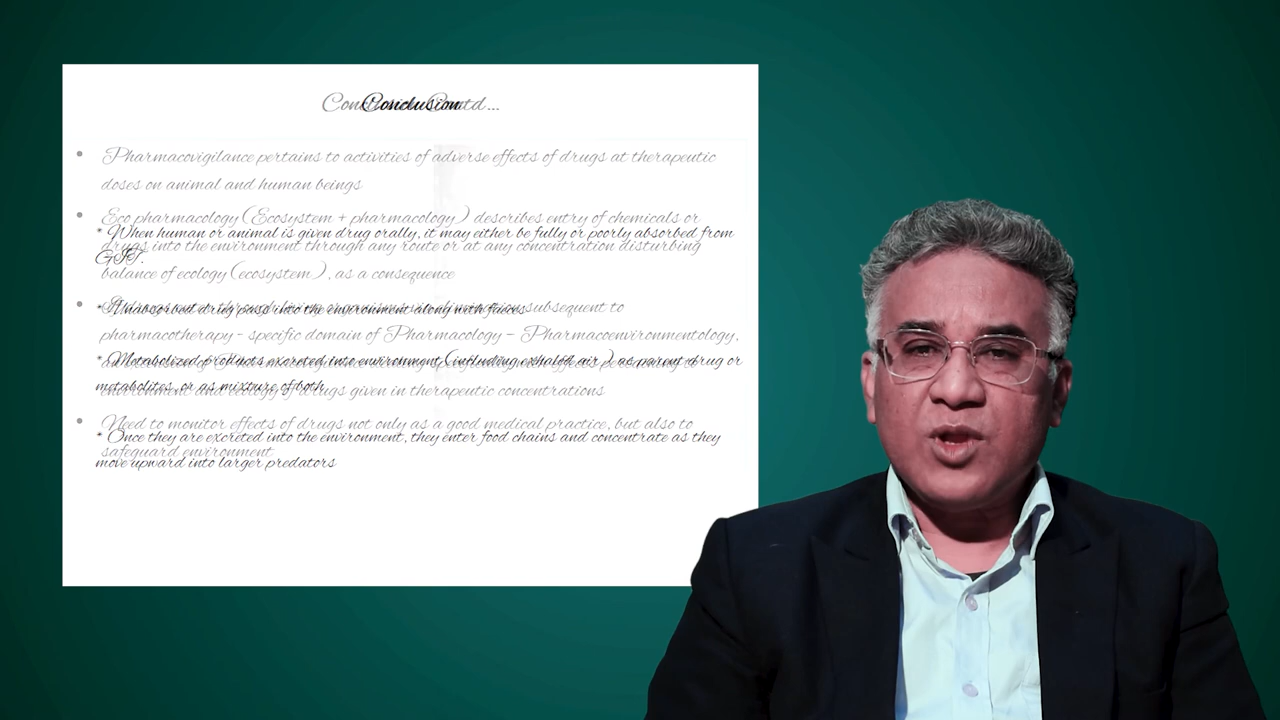 Conclusion Contd...
Conclusion
Pharmacovigilance pertains to activities of adverse effects of drugs at therapeutic
doses on animal and human beings
Eco pharmacology (Ecosystem + pharmacology) describes entry of chemicals or
drugs into the environment through any route or at any concentration disturbing
balance of ecology (ecosystem), as a consequence
subsequent to
pharmacotherapy - specific domain of Pharmacology – Pharmacoenvironmentology,
environment and ecology of drugs given in therapeutic concentrations
Need to monitor effects of drugs not only as a good medical practice, but also to
safeguard environment
* When human or animal is given drug orally, it may either be fully or poorly absorbed from
GIT.
* Unabsorbed drug pass into the environment along with faeces
* Metabolized products excreted into environment (including exhaled air) as parent drug or
metabolites, or as mixture of both
* Once they are excreted into the environment, they enter food chains and concentrate as they
move upward into larger predators